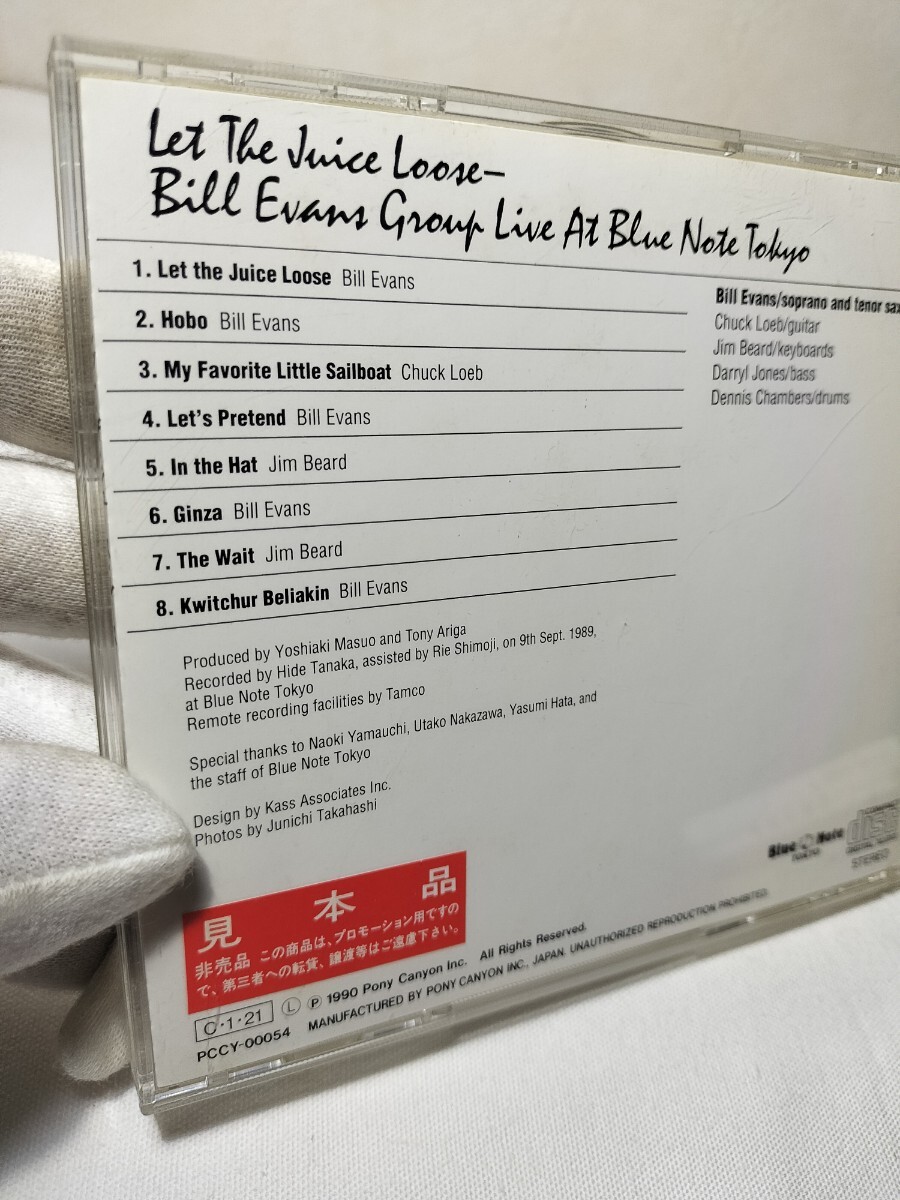 Let The Juice Loose–
Bill Evans Group Live At Blue Note Tokyo
1. Let the Juice Loose Bill Evans
2. Hobo Bill Evans
3. My Favorite Little Sailboat Chuck Loeb
4. Let's Pretend Bill Evans
5. In the Hat Jim Beard
6. Ginza Bill Evans
7. The Wait Jim Beard
8. Kwitchur Beliakin Bill Evans
Bill Evans/soprano and tenor sax
Chuck Loeb/guitar
Jim Beard/keyboards
Darryl Jones/bass
Dennis Chambers/drums
Produced by Yoshiaki Masuo and Tony Ariga
Recorded by Hide Tanaka, assisted by Rie Shimoji, on 9th Sept. 1989,
at Blue Note Tokyo
Remote recording facilities by Tamco
Special thanks to Naoki Yamauchi, Utako Nakazawa, Yasumi Hata, and
the staff of Blue Note Tokyo
Design by Kass Associates Inc.
Photos by Junichi Takahashi
Blue Note
TOKYO
disc
STEREO
見本品
非売品 この商品は、プロモーション用ですの
で、第三者への転貸、譲渡等はご遠慮下さい。
C・1・21 Ⓛ Ⓟ 1990 Pony Canyon Inc. All Rights Reserved.
PCCY-00054 MANUFACTURED BY PONY CANYON INC., JAPAN. UNAUTHORIZED REPRODUCTION PROHIBITED.